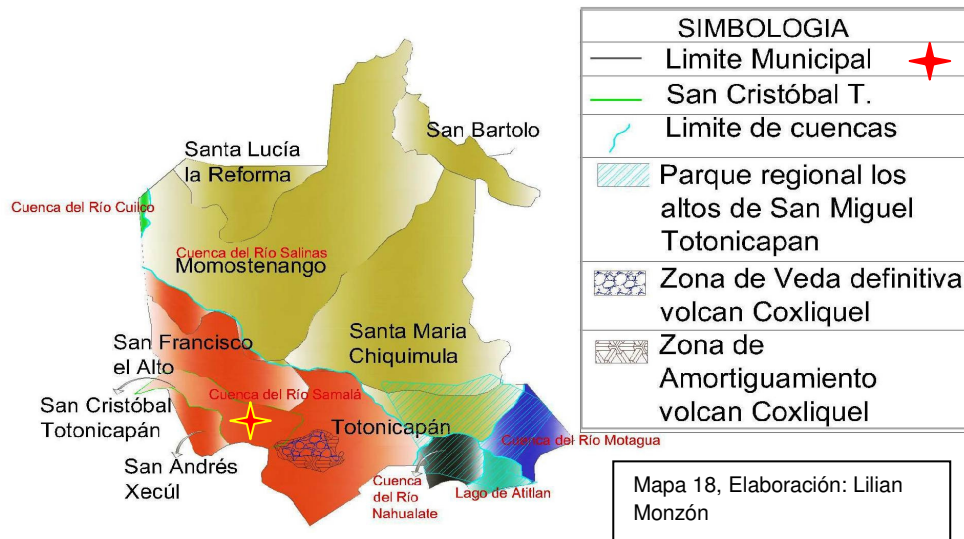 San Bartolo
Santa Lucía
la Reforma
Cuenca del Río Cuilco
Cuenca del Río Salinas
Momostenango
Santa Maria
Chiquimula
San Francisco
el Alto
Cuenca del Río Samalá
San Cristóbal
Totonicapán
Totonicapán
Cuenca del Río Motagua
San Andrés
Xecúl
Cuenca
del Río
Nahualate
Lago de Atitlan
SIMBOLOGIA
Limite Municipal
San Cristóbal T.
Limite de cuencas
Parque regional los
altos de San Miguel
Totonicapan
Zona de Veda definitiva
volcan Coxliquel
Zona de
Amortiguamiento
volcan Coxliquel
Mapa 18, Elaboración: Lilian
Monzón